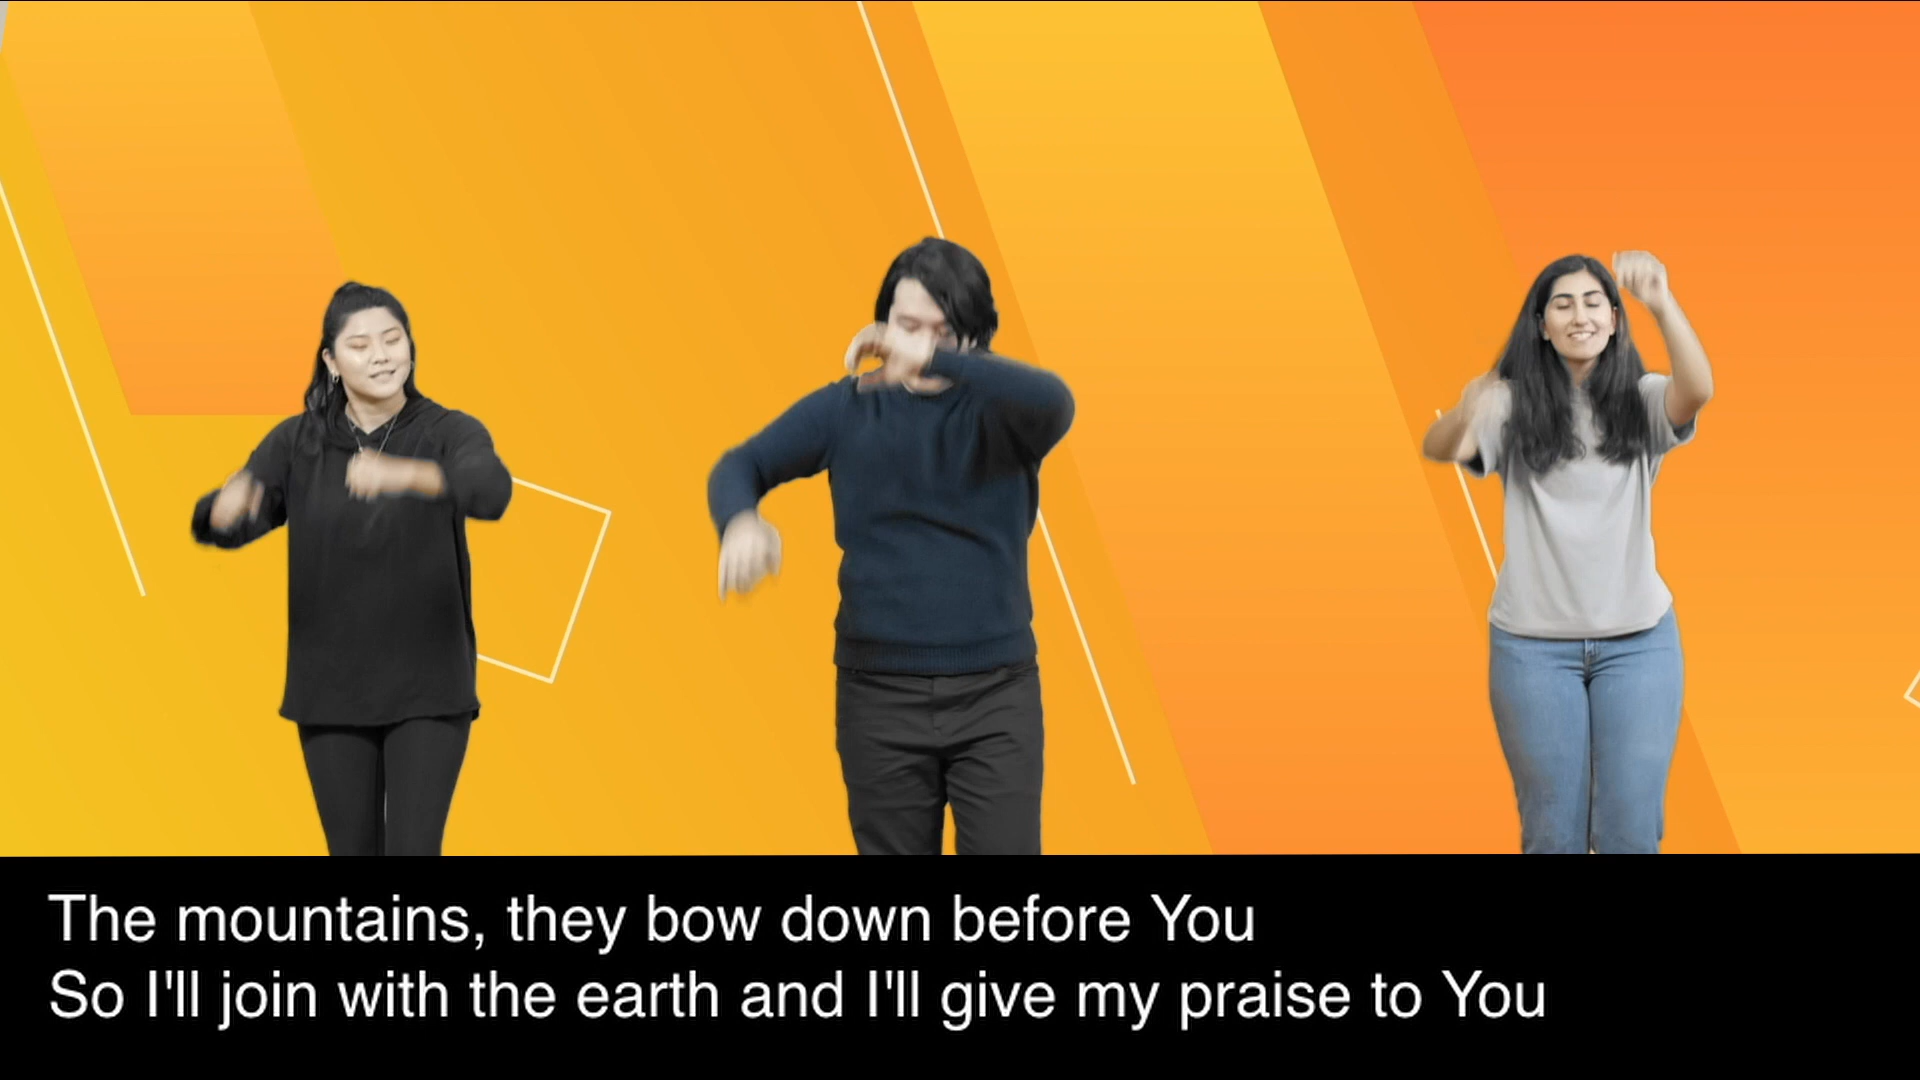 The mountains, they bow down before You
So I'll join with the earth and I'll give my praise to You